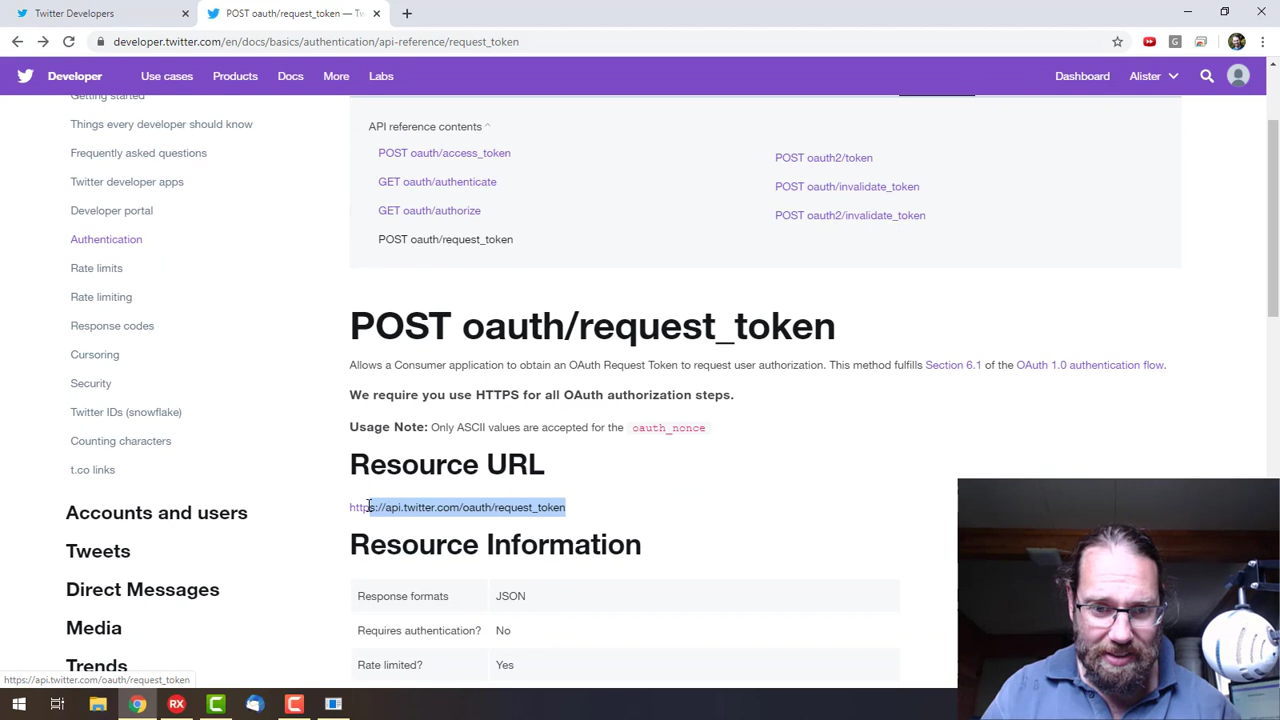 Twitter Developers
POST oauth/request_token — Tw
developer.twitter.com/en/docs/basics/authentication/api-reference/request_token
Developer
Use cases
Products
Docs
More
Labs
Dashboard
Alister
Getting started
Things every developer should know
Frequently asked questions
Twitter developer apps
Developer portal
Authentication
Rate limits
Rate limiting
Response codes
Cursoring
Security
Twitter IDs (snowflake)
Counting characters
t.co links
Accounts and users
Tweets
Direct Messages
Media
Trends
API reference contents
POST oauth/access_token
GET oauth/authenticate
GET oauth/authorize
POST oauth/request_token
POST oauth2/token
POST oauth/invalidate_token
POST oauth2/invalidate_token
POST oauth/request_token
Allows a Consumer application to obtain an OAuth Request Token to request user authorization. This method fulfills Section 6.1 of the OAuth 1.0 authentication flow.
We require you use HTTPS for all OAuth authorization steps.
Usage Note: Only ASCII values are accepted for the oauth_nonce
Resource URL
https://api.twitter.com/oauth/request_token
Resource Information
Response formats JSON
Requires authentication? No
Rate limited? Yes
https://api.twitter.com/oauth/request_token
RX